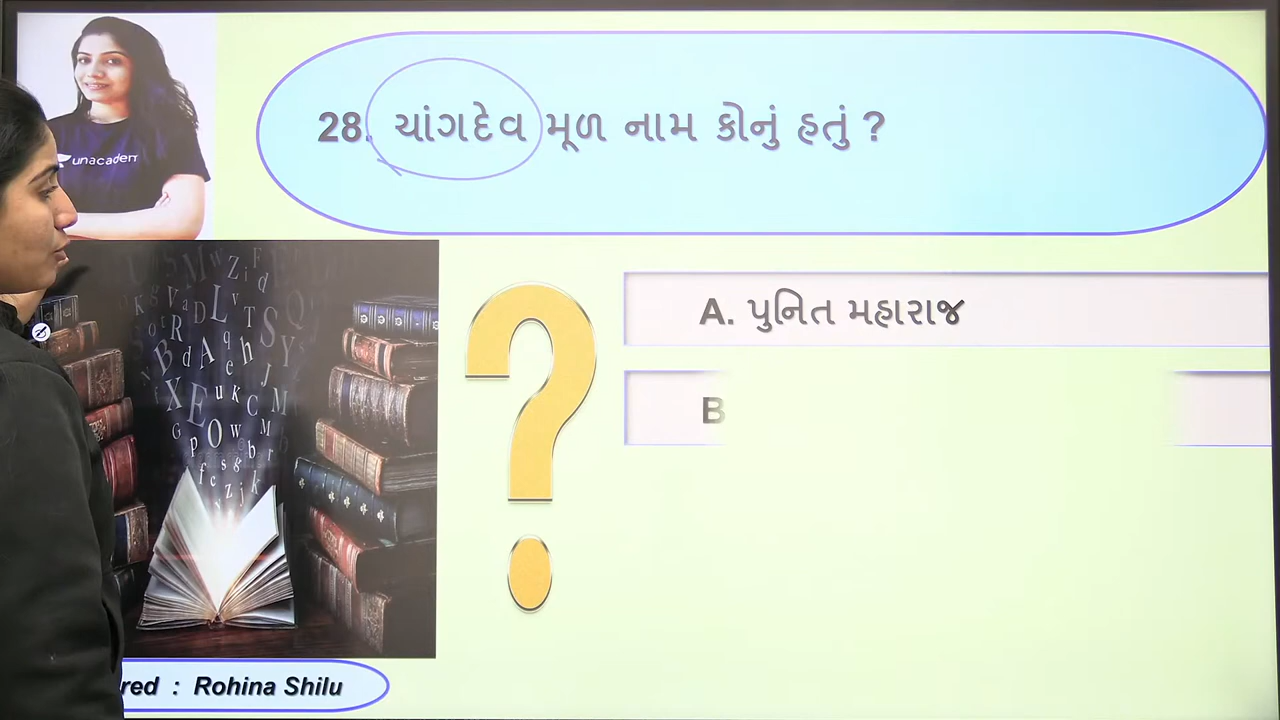 28. ચાંગદેવ મૂળ નામ કોનું હતું ?
unacadem
A. પુનિત મહારાજ
B
red : Rohina Shilu